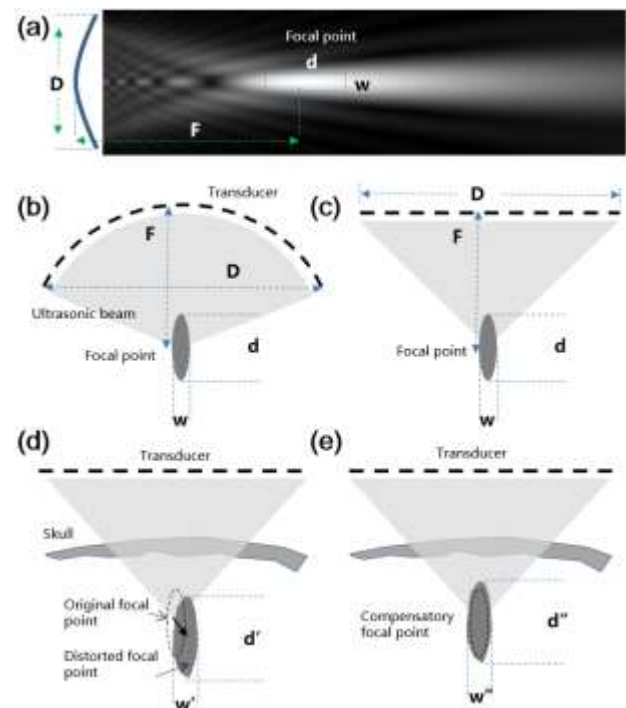 (a)
Focal point
d
D
w
F
(b)
Transducer
F
D
Ultrasonic beam
Focal point
d
w
(c)
D
F
Focal point
d
w
(d)
Transducer
Skull
Original focal
point
d'
Distorted focal
point
w'
(e)
Transducer
Compensatory
focal point
d"
w"